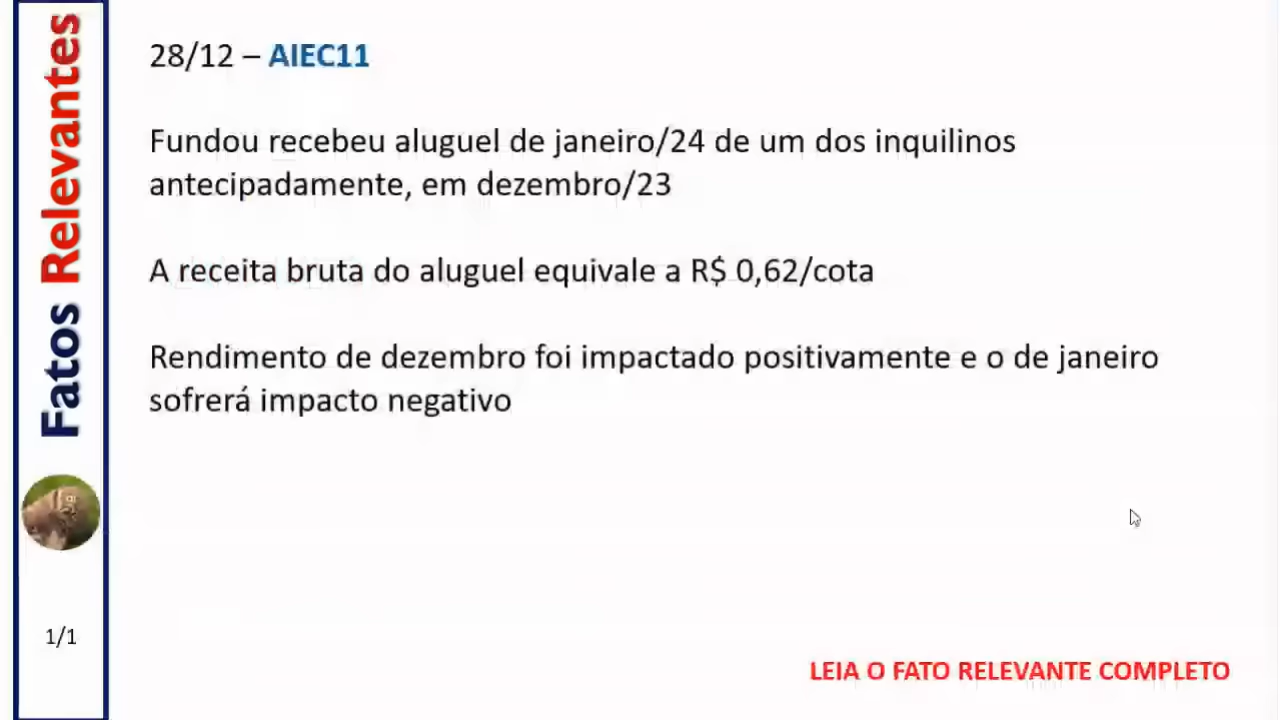 Fatos Relevantes
1/1
28/12 – AIEC11
Fundou recebeu aluguel de janeiro/24 de um dos inquilinos
antecipadamente, em dezembro/23
A receita bruta do aluguel equivale a R$ 0,62/cota
Rendimento de dezembro foi impactado positivamente e o de janeiro
sofrerá impacto negativo
LEIA O FATO RELEVANTE COMPLETO